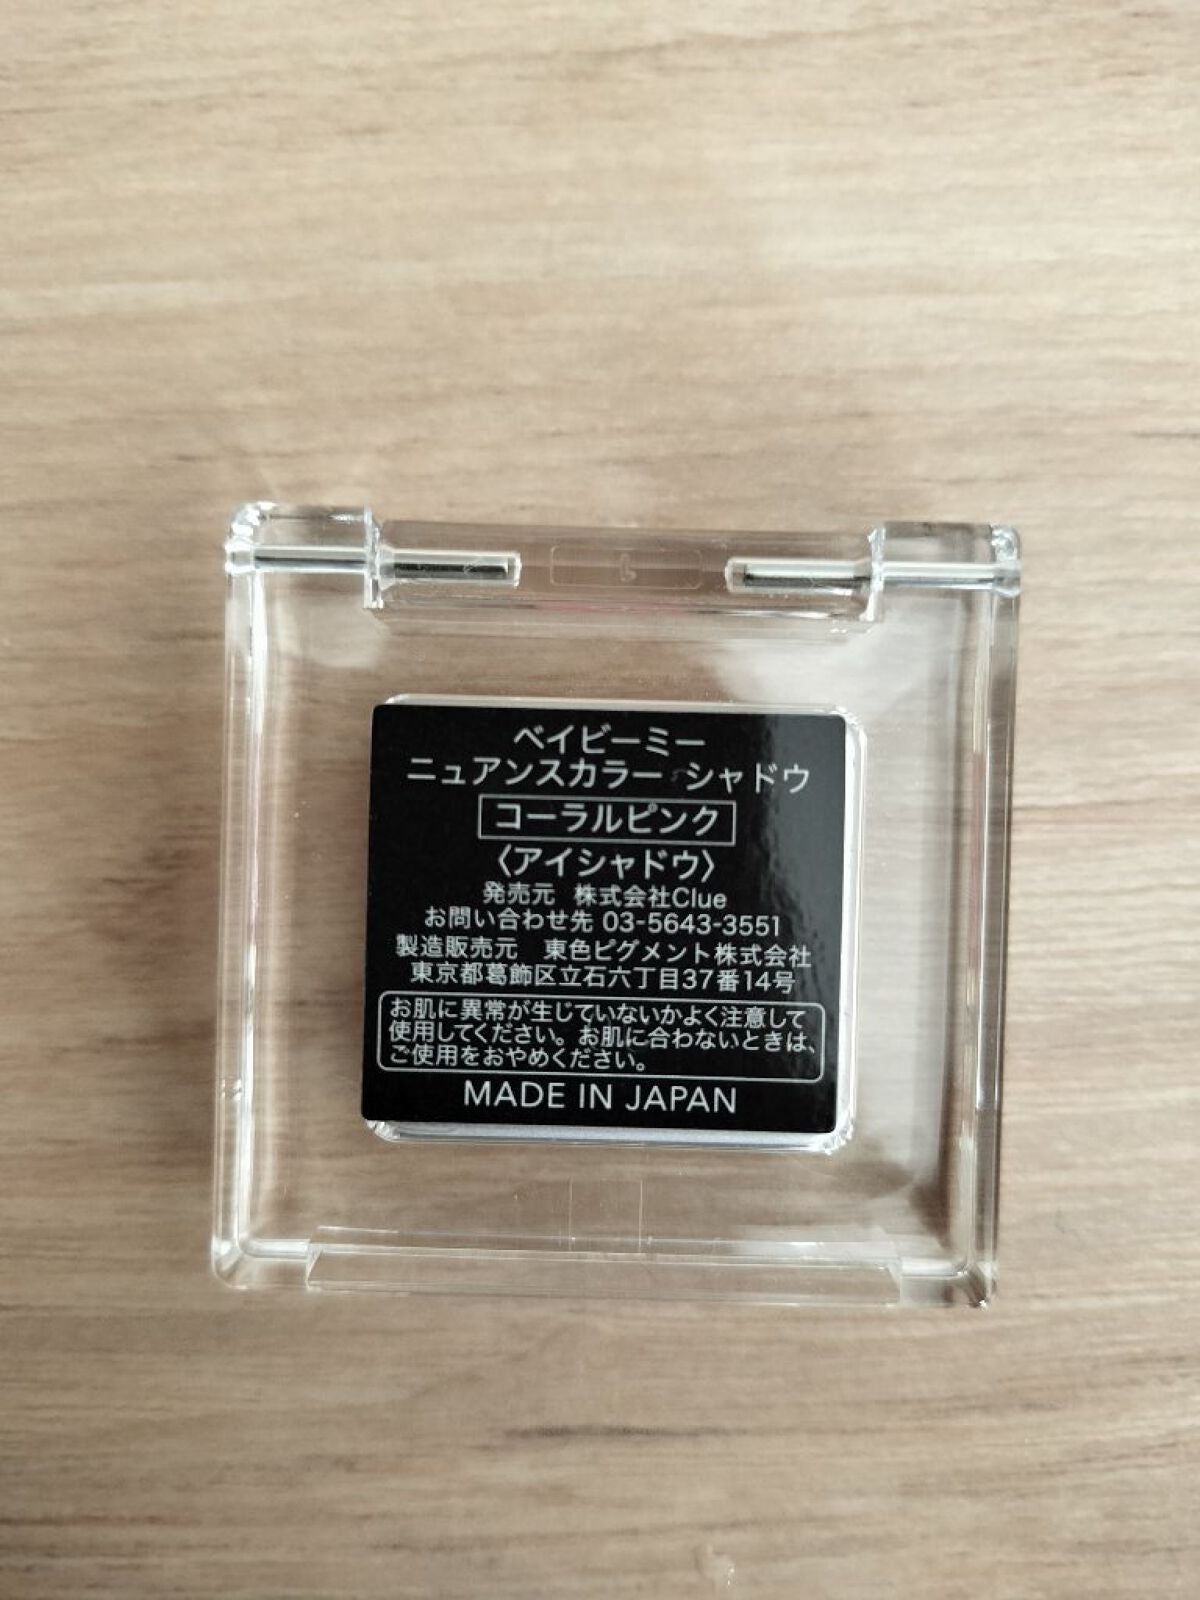 ベイビーミー
ニュアンスカラー シャドウ
コーラルピンク
〈アイシャドウ〉
発売元 株式会社Clue
お問い合わせ先 03-5643-3551
製造販売元 東色ピグメント株式会社
東京都葛飾区立石六丁目37番14号
お肌に異常が生じていないかよく注意して
使用してください。お肌に合わないときは、
ご使用をおやめください。
MADE IN JAPAN